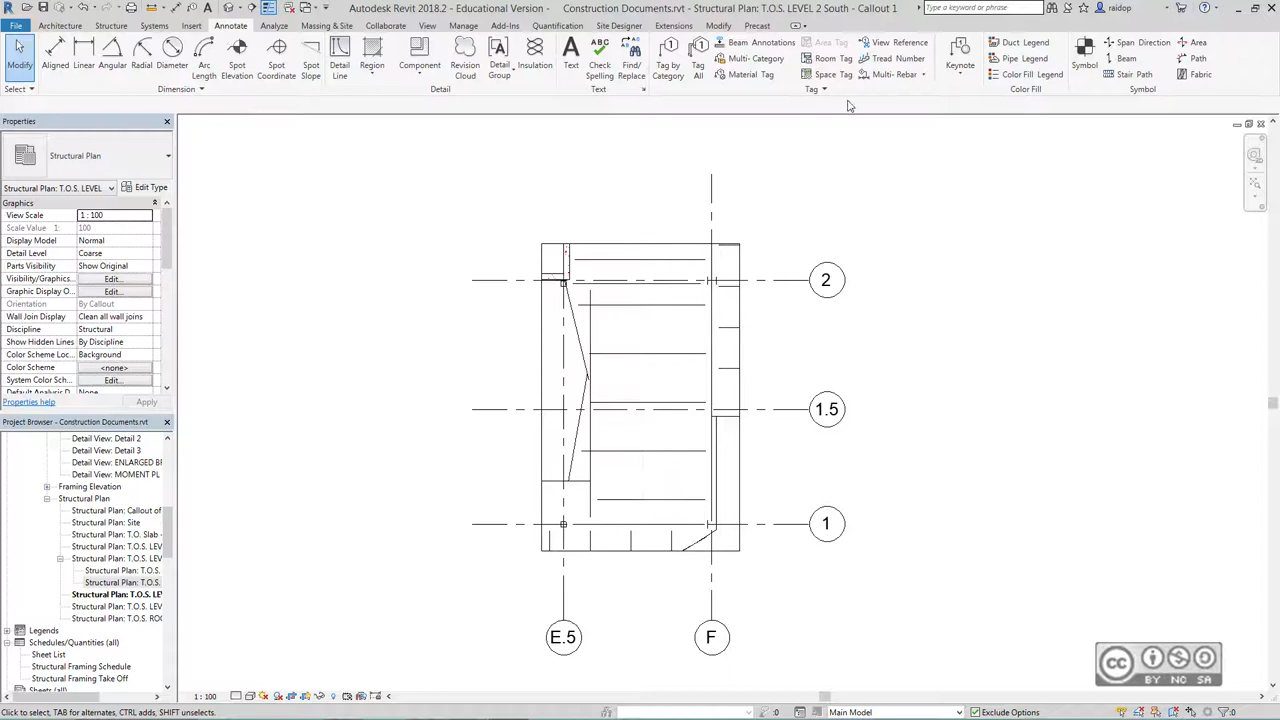 Autodesk Revit 2018.2 - Educational Version - Construction Documents.rvt - Structural Plan: T.O.S. LEVEL 2 South - Callout 1
Type a keyword or phrase
raidop
File Architecture Structure Systems Insert Annotate Analyze Massing & Site Collaborate View Manage Add-Ins Quantification Site Designer Extensions Modify Precast
Modify Aligned Linear Angular Radial Diameter Arc Length Spot Elevation Spot Coordinate Spot Slope Detail Line Region Component Revision Cloud Detail Group Insulation Text Check Spelling Find/ Replace Tag by Category Tag All
Beam Annotations Area Tag View Reference
Multi-Category Room Tag Tread Number
Material Tag Space Tag Multi-Rebar
Keynote
Duct Legend
Pipe Legend
Color Fill Legend
Symbol
Span Direction Area
Beam Path
Stair Path Fabric
Select Dimension Detail Text Tag Color Fill Symbol
Properties
Structural Plan
Structural Plan: T.O.S. LEVEL Edit Type
Graphics
View Scale 1 : 100
Scale Value 1: 100
Display Model Normal
Detail Level Coarse
Parts Visibility Show Original
Visibility/Graphics... Edit...
Graphic Display O... Edit...
Orientation By Callout
Wall Join Display Clean all wall joins
Discipline Structural
Show Hidden Lines By Discipline
Color Scheme Loc... Background
Color Scheme <none>
System Color Sch... Edit...
Default Analysis D... None
Properties help Apply
Project Browser - Construction Documents.rvt
Detail View: Detail 2
Detail View: Detail 3
Detail View: ENLARGED BF
Detail View: MOMENT PL
Framing Elevation
Structural Plan
Structural Plan: Callout of
Structural Plan: Site
Structural Plan: T.O. Slab -
Structural Plan: T.O.S. LEV
Structural Plan: T.O.S. LEV
Structural Plan: T.O.S.
Structural Plan: T.O.S.
Structural Plan: T.O.S. LE
Structural Plan: T.O.S. LEV
Structural Plan: T.O.S. ROO
Legends
Schedules/Quantities (all)
Sheet List
Structural Framing Schedule
Structural Framing Take Off
Sheets (all)
2
1.5
1
E.5 F
CC BY NC SA
1 : 100
Click to select, TAB for alternates, CTRL adds, SHIFT unselects.
:0 Main Model Exclude Options :0